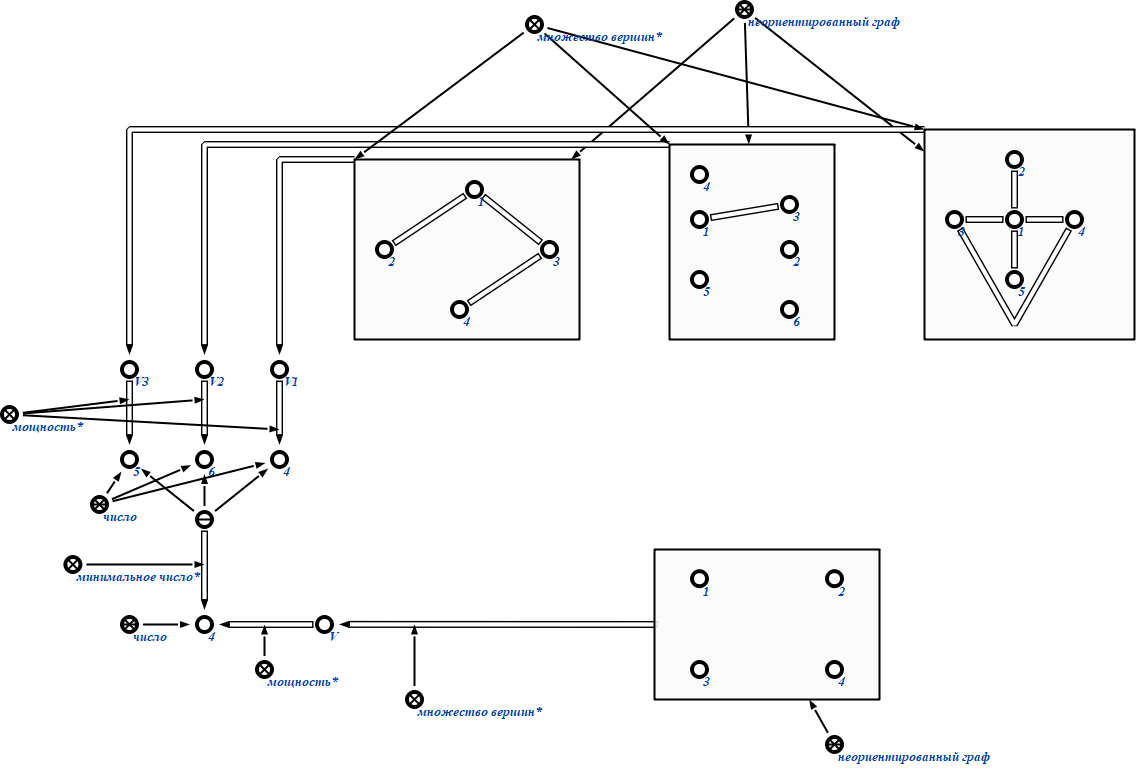 неориентированный граф
множество вершин*
2
1
4
3
1
3
1
4
2
2
3
5
5
4
6
V3
V2
V1
мощность*
5
6
4
число
минимальное число*
1
2
число
4
V
мощность*
3
4
множество вершин*
неориентированный граф